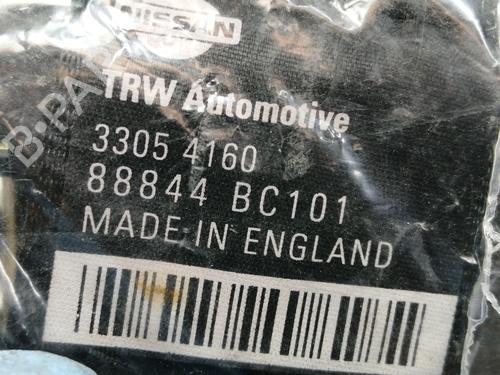 NISSAN
TRW Automotive
3305 4160
88844 BC101
MADE IN ENGLAND